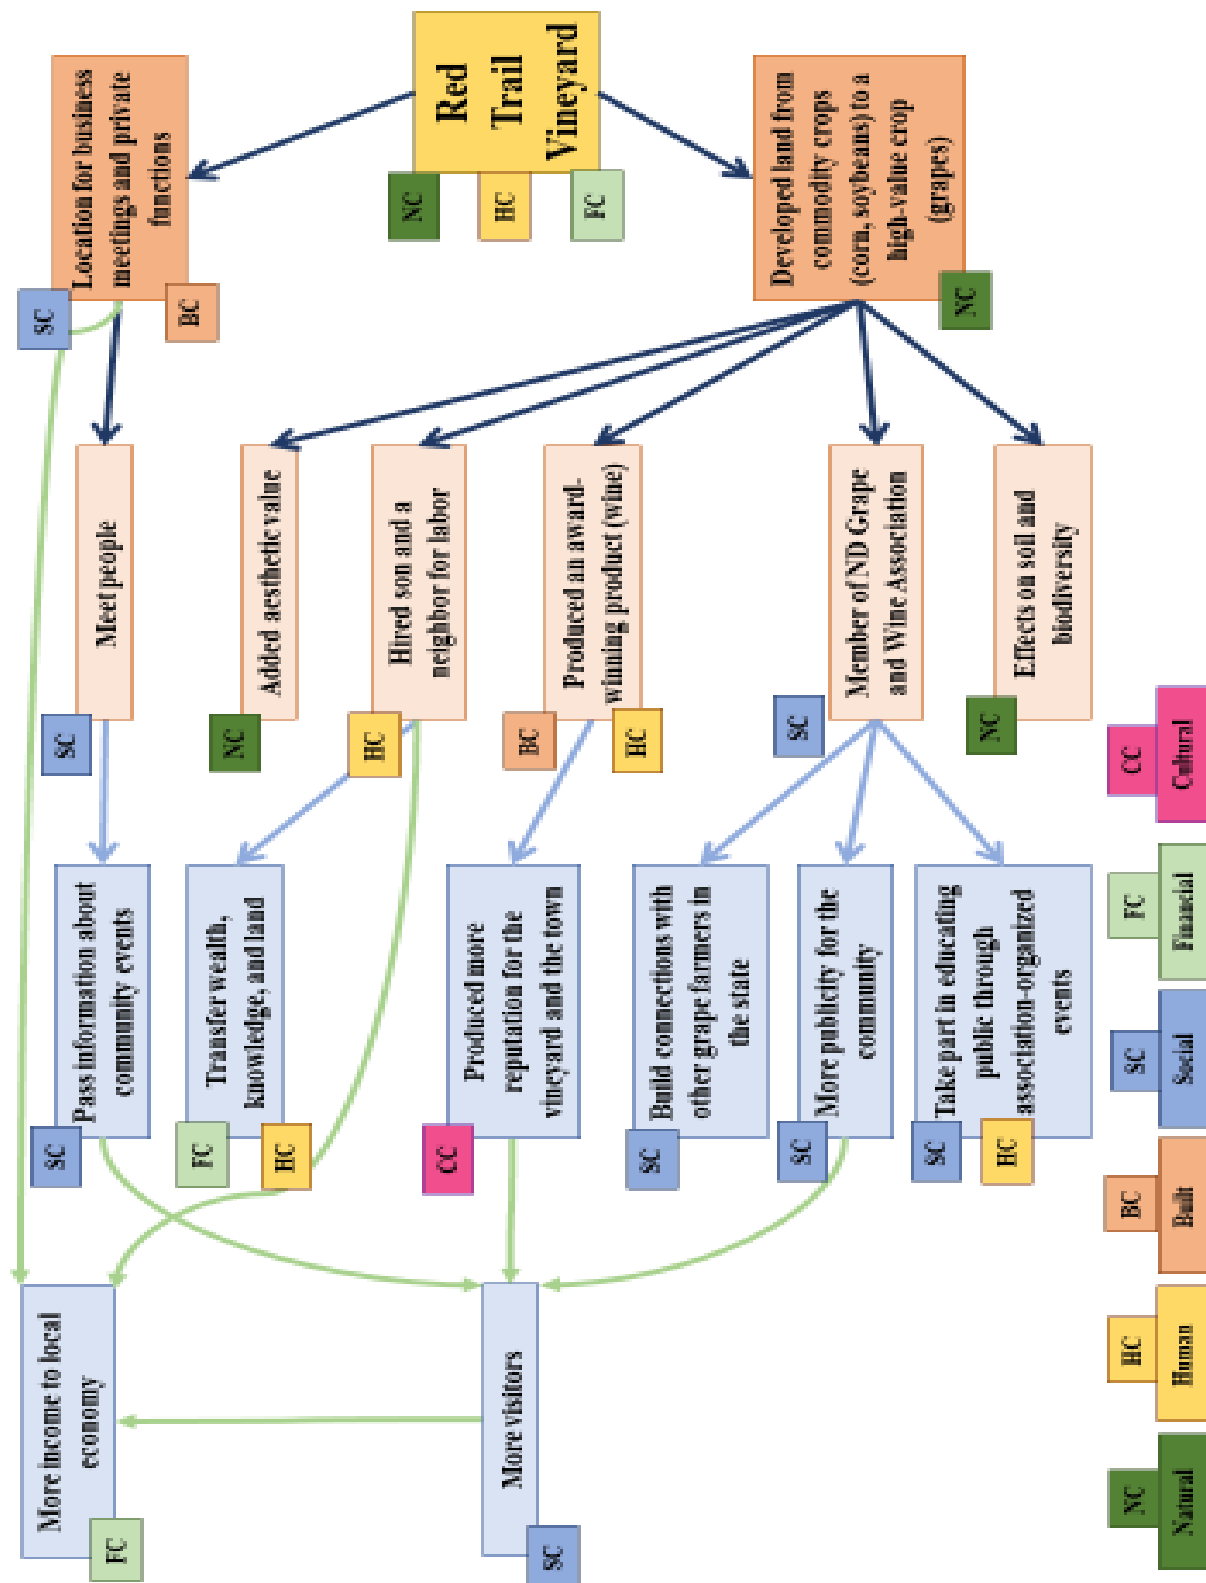 Red
Trail
Vineyard
NC
HC
FC
Location for business
meetings and private
functions
SC
BC
Developed land from
commodity crops
(corn, soybeans) to a
high-value crop
(grapes)
NC
Meet people
SC
Added aesthetic value
NC
Hired son and a
neighbor for labor
HC
Produced an award-
winning product (wine)
BC
HC
Member of ND Grape
and Wine Association
SC
Effects on soil and
biodiversity
NC
Pass information about
community events
SC
Transfer wealth,
knowledge, and land
FC
HC
Produced more
reputation for the
vineyard and the town
CC
Build connections with
other grape farmers in
the state
SC
More publicity for the
community
SC
Take part in educating
public through
association-organized
events
SC
HC
More income to local
economy
FC
More visitors
SC
NC
Natural
HC
Human
BC
Built
SC
Social
FC
Financial
CC
Cultural